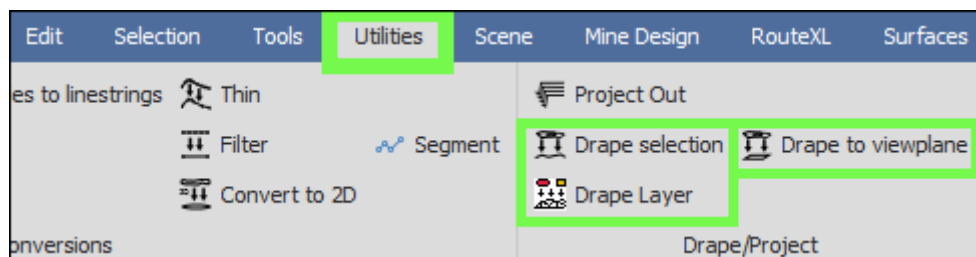 Edit Selection Tools Utilities Scene Mine Design RouteXL Surfaces
es to linestrings Thin Project Out
Filter Segment Drape selection Drape to viewplane
Convert to 2D Drape Layer
onversions Drape/Project